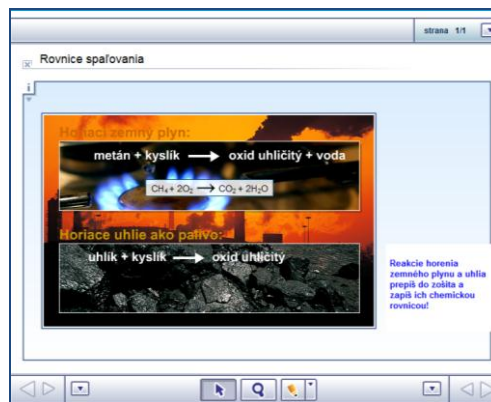 strana 1/1
Rovnice spaľovania
i
Horiaci zemný plyn:
metán + kyslík ⟶ oxid uhličitý + voda
CH₄ + 2O₂ ⟶ CO₂ + 2H₂O
Horiace uhlie ako palivo:
uhlík + kyslík ⟶ oxid uhličitý
Reakcie horenia
zemného plynu a uhlia
prepíš do zošita a
zapíš ich chemickou
rovnicou!